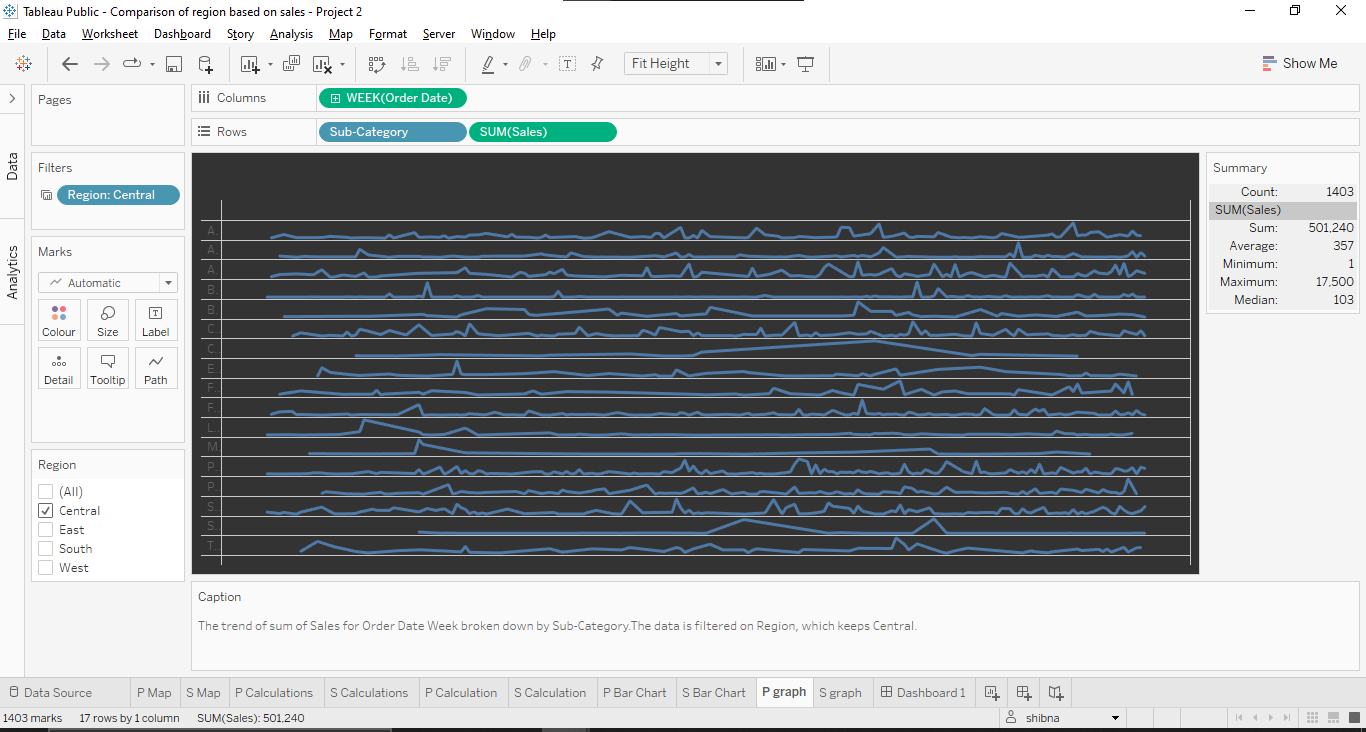 Tableau Public - Comparison of region based on sales - Project 2
File Data Worksheet Dashboard Story Analysis Map Format Server Window Help
Fit Height
Show Me
Pages
Columns
WEEK(Order Date)
Rows
Sub-Category
SUM(Sales)
Data
Analytics
Filters
Region: Central
Marks
Automatic
Colour Size Label
Detail Tooltip Path
Region
(All)
Central
East
South
West
A..
A..
A..
B..
B..
C..
C..
E..
F..
F..
L..
M..
P..
P..
S..
S..
T..
Summary
Count: 1403
SUM(Sales)
Sum: 501,240
Average: 357
Minimum: 1
Maximum: 17,500
Median: 103
Caption
The trend of sum of Sales for Order Date Week broken down by Sub-Category.The data is filtered on Region, which keeps Central.
Data Source P Map S Map P Calculations S Calculations P Calculation S Calculation P Bar Chart S Bar Chart P graph S graph Dashboard 1
1403 marks 17 rows by 1 column SUM(Sales): 501,240 shibna